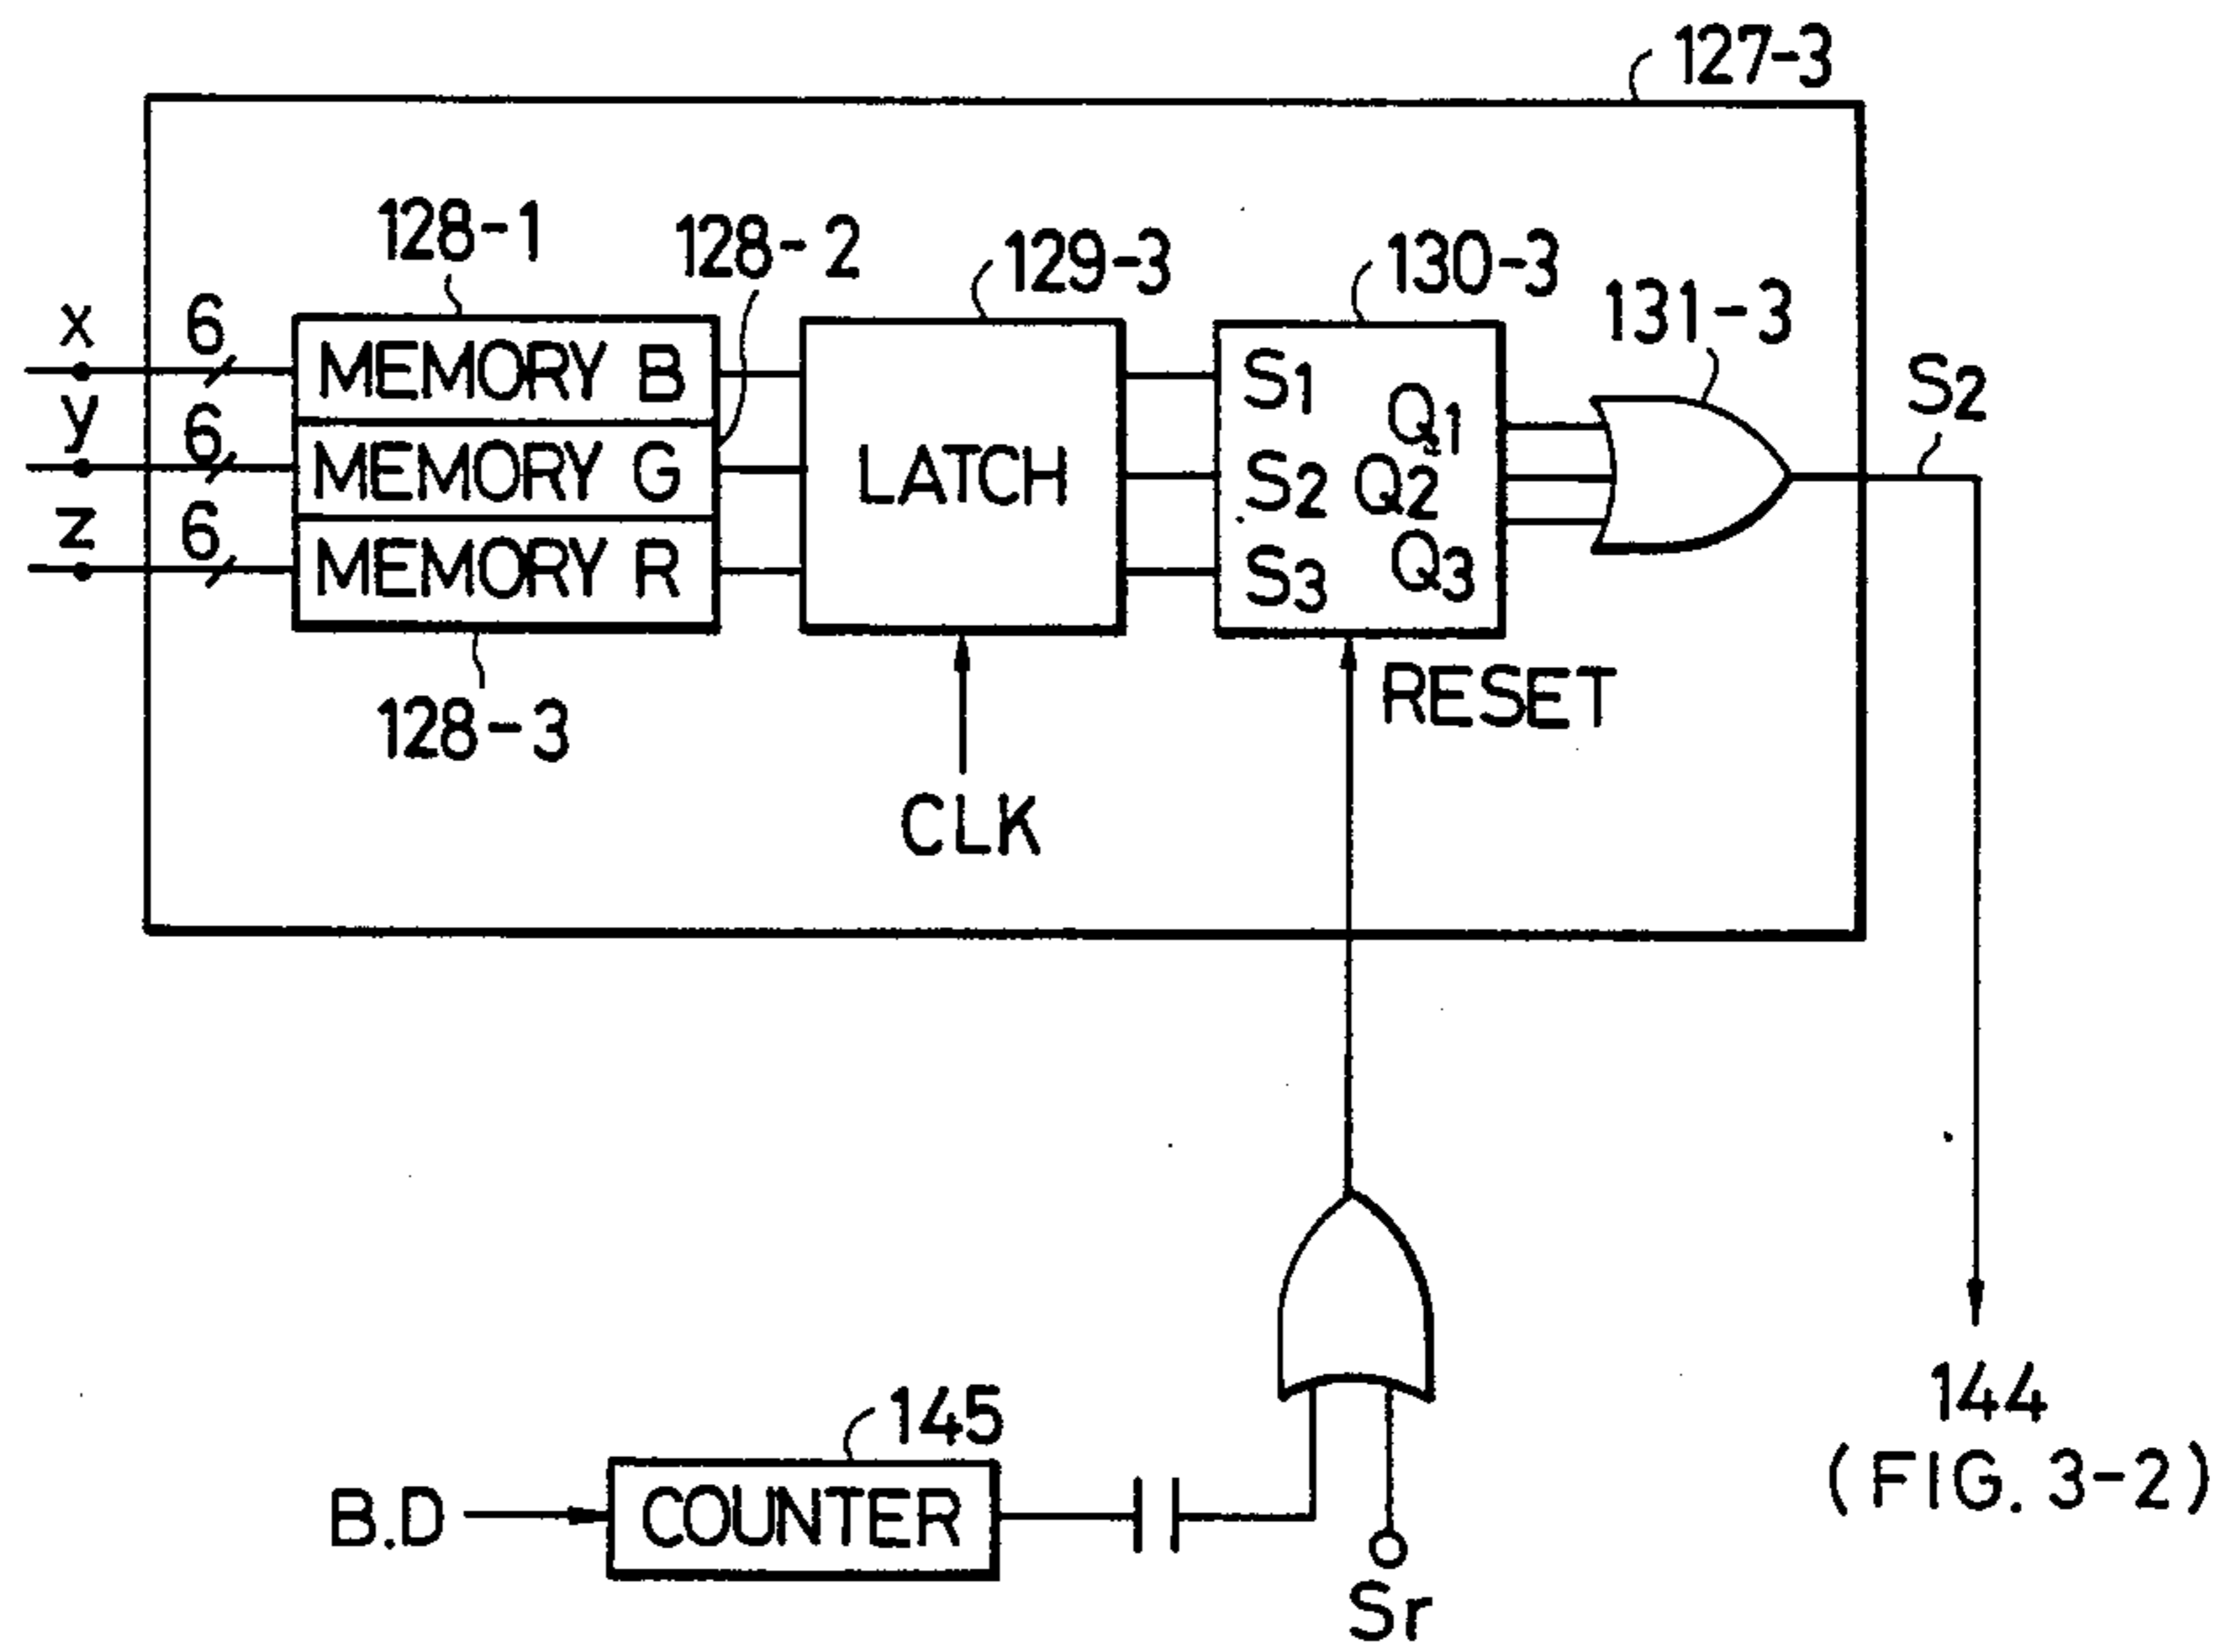 127-3
128-1
128-2
129-3
130-3
131-3
x
6
MEMORY B
y
6
MEMORY G
z
6
MEMORY R
128-3
LATCH
CLK
S1
S2
S3
Q1
Q2
Q3
RESET
S2
144
(FIG. 3-2)
145
B.D
COUNTER
Sr